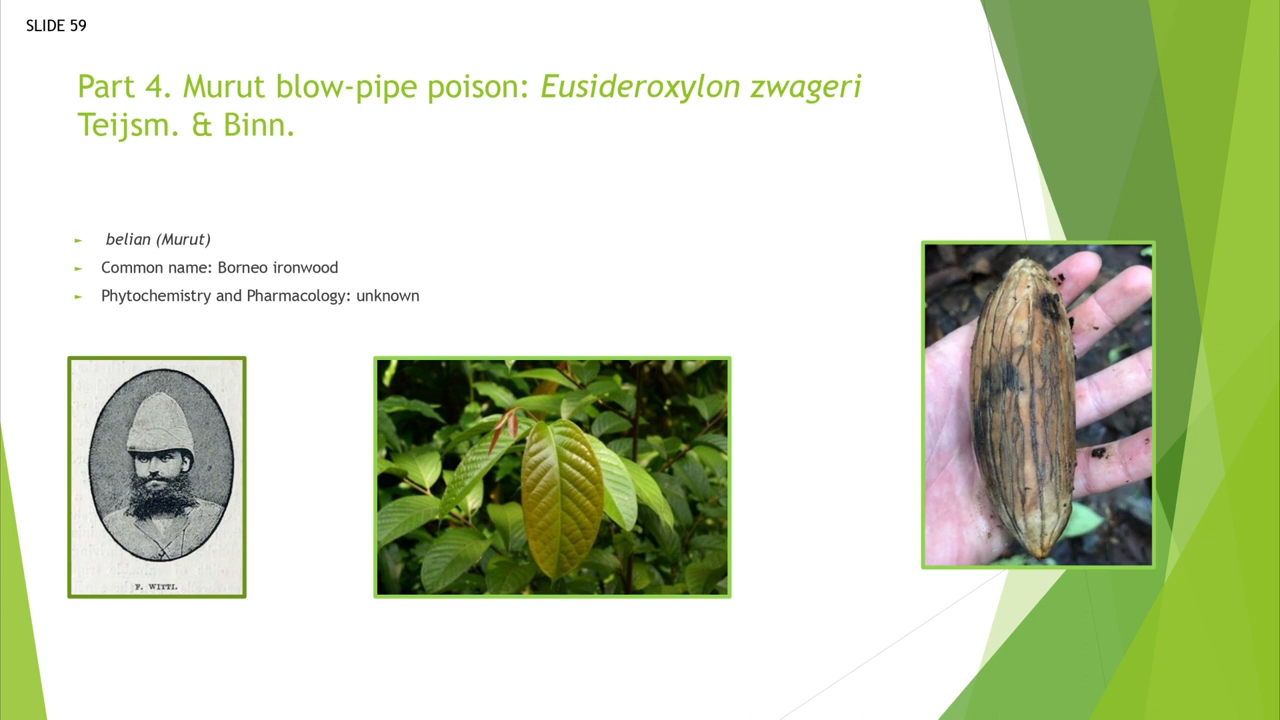 SLIDE 59
Part 4. Murut blow-pipe poison: Eusideroxylon zwageri
Teijsm. & Binn.
► belian (Murut)
► Common name: Borneo ironwood
► Phytochemistry and Pharmacology: unknown
F. WITTI.